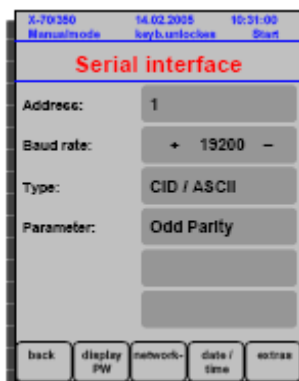 X-70/350 14.02.2005 10:31:00
Manualmode keyb.unlocken Start
Serial interface
Address: 1
Baud rate: + 19200 −
Type: CID / ASCII
Parameter: Odd Parity
back display PW network- date / time extras